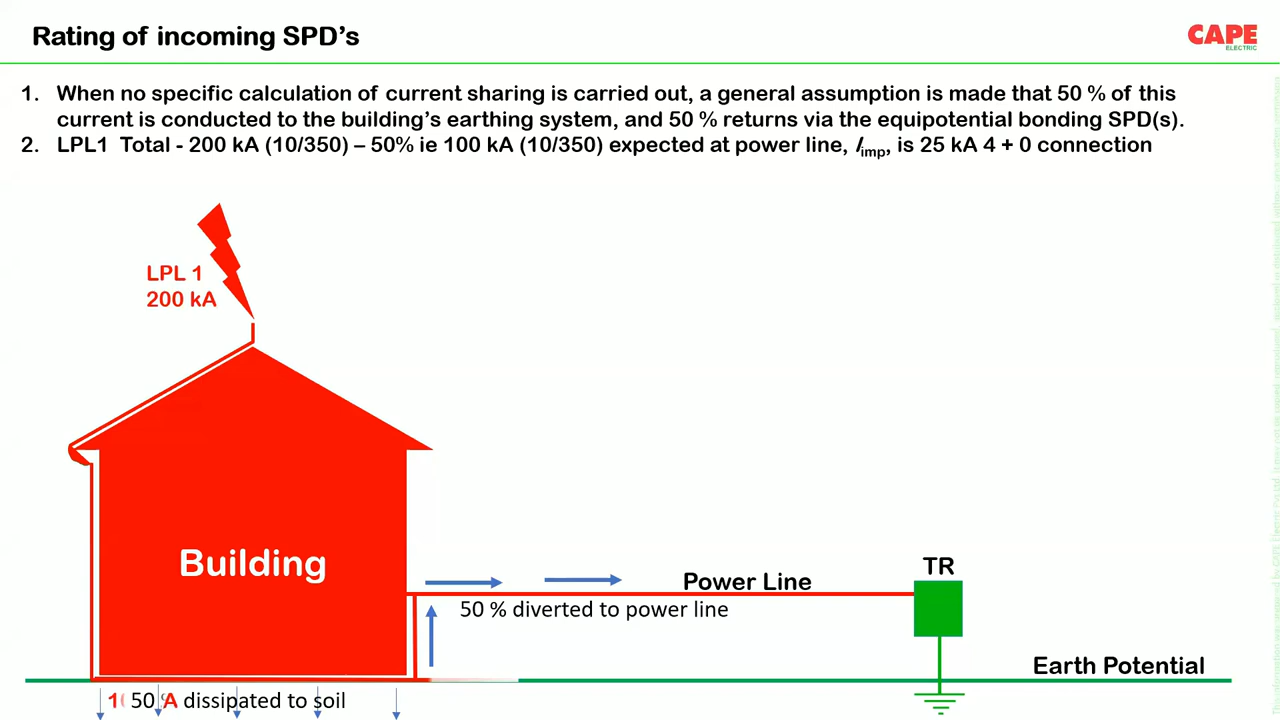 Rating of incoming SPD's
CAPE
ELECTRIC
1. When no specific calculation of current sharing is carried out, a general assumption is made that 50 % of this
current is conducted to the building's earthing system, and 50 % returns via the equipotential bonding SPD(s).
2. LPL1 Total - 200 kA (10/350) – 50% ie 100 kA (10/350) expected at power line, Iimp, is 25 kA 4 + 0 connection
LPL 1
200 kA
Building
TR
Power Line
50 % diverted to power line
Earth Potential
50 % dissipated to soil